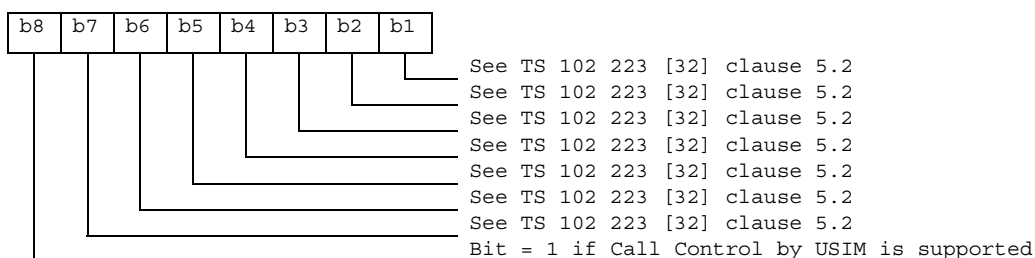 b8 b7 b6 b5 b4 b3 b2 b1
See TS 102 223 [32] clause 5.2
See TS 102 223 [32] clause 5.2
See TS 102 223 [32] clause 5.2
See TS 102 223 [32] clause 5.2
See TS 102 223 [32] clause 5.2
See TS 102 223 [32] clause 5.2
See TS 102 223 [32] clause 5.2
Bit = 1 if Call Control by USIM is supported